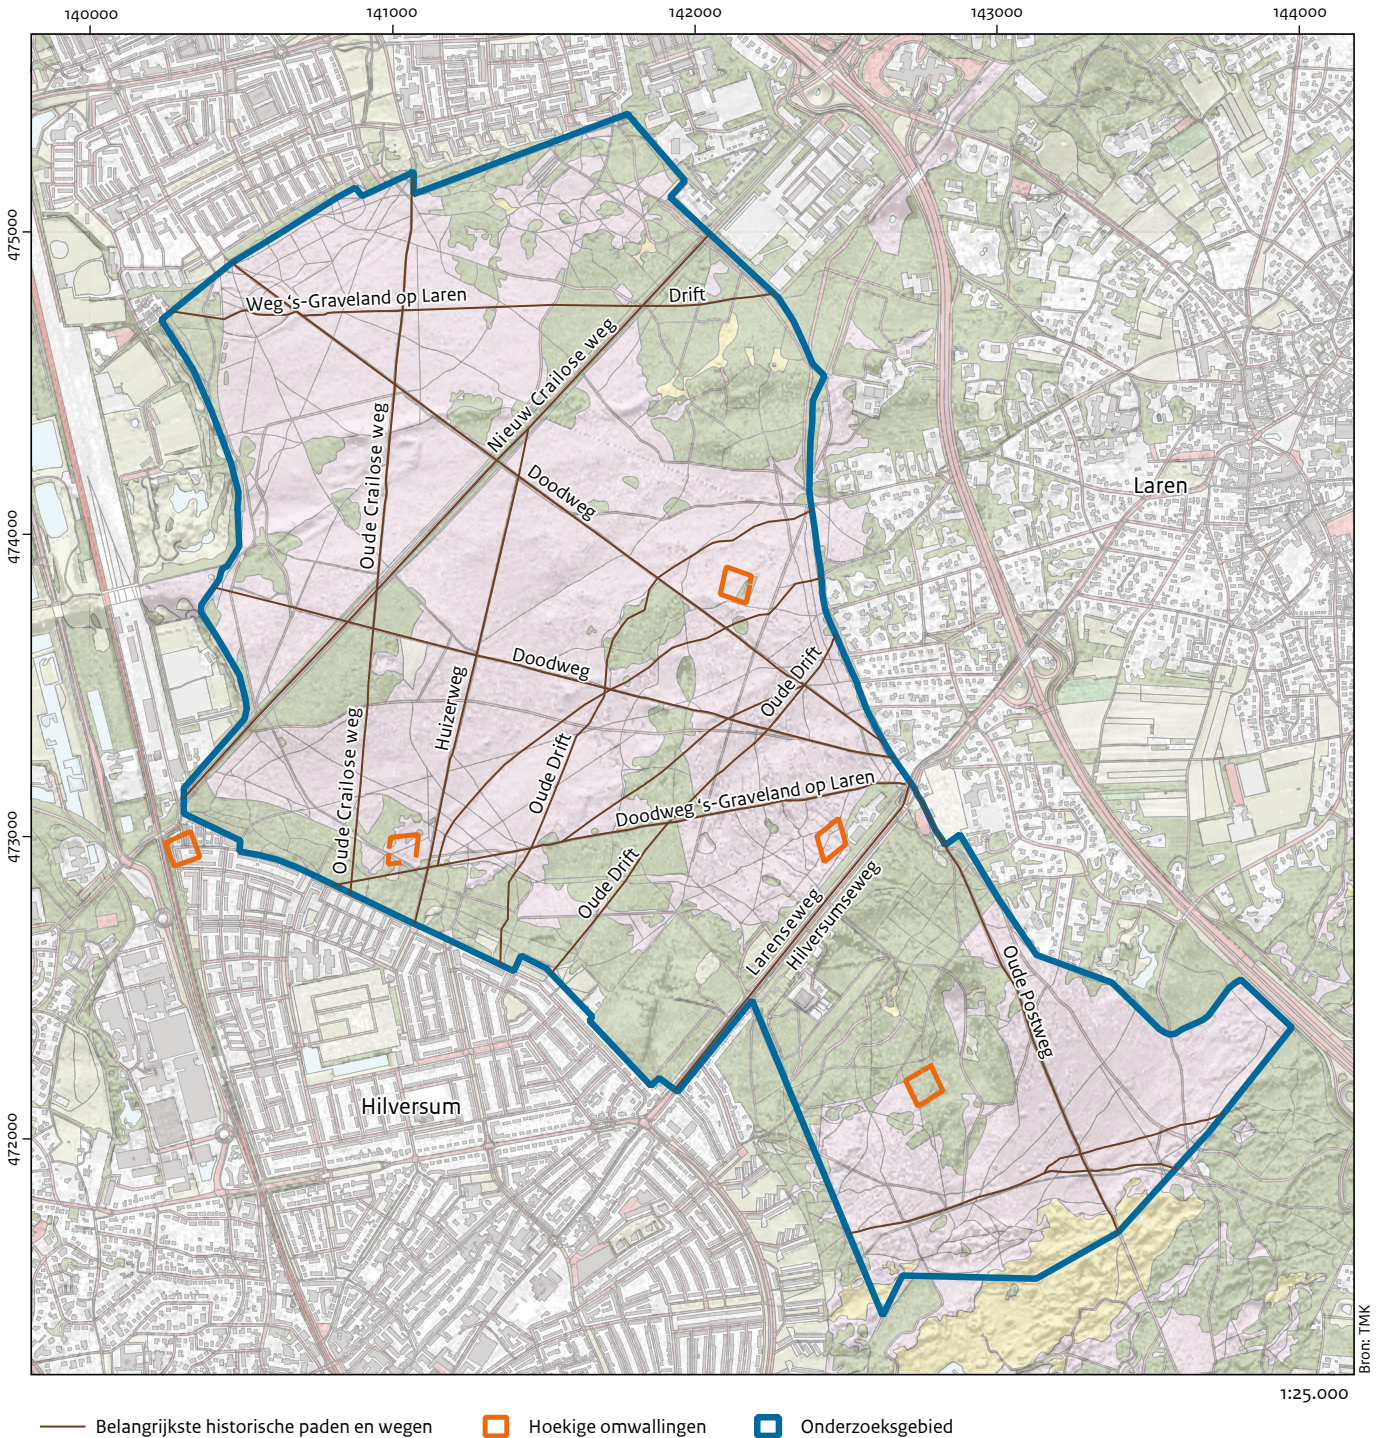 140000
141000
142000
143000
144000
475000
474000
473000
472000
Weg ‘s-Graveland op Laren
Drift
Nieuw Crailose weg
Oude Crailose weg
Doodweg
Laren
Doodweg
Huizerweg
Oude Drift
Oude Crailose weg
Oude Drift
Doodweg ‘s-Graveland op Laren
Oude Drift
Larenseweg
Hilversumseweg
Oude Postweg
Hilversum
Bron: TMK
1:25.000
Belangrijkste historische paden en wegen
Hoekige omwallingen
Onderzoeksgebied